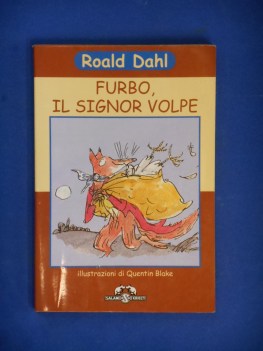 Roald Dahl
FURBO,
IL SIGNOR VOLPE
illustrazioni di Quentin Blake